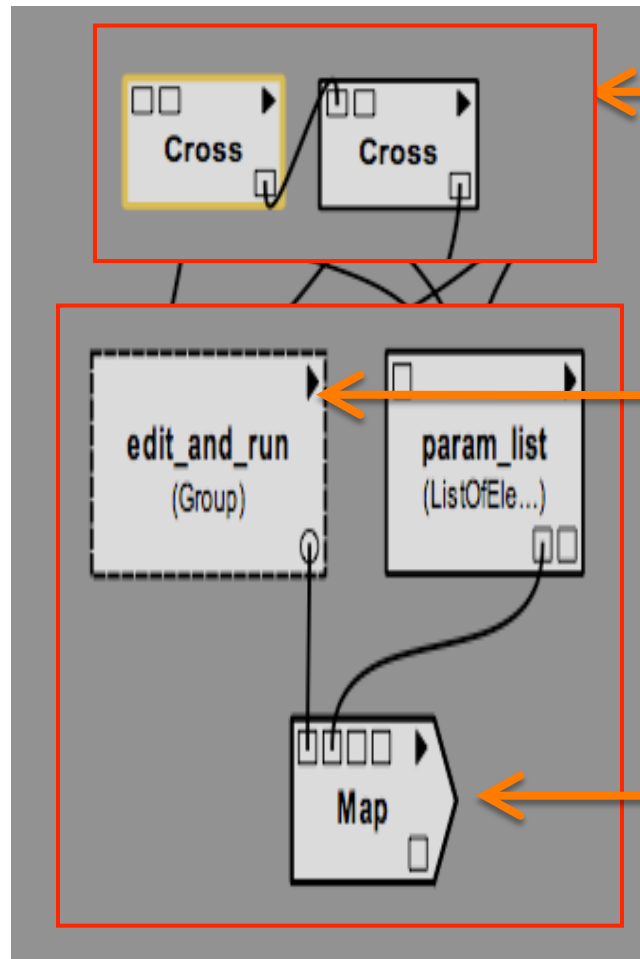 Cross
Cross
edit_and_run
(Group)
param_list
(ListOfEle...)
Map